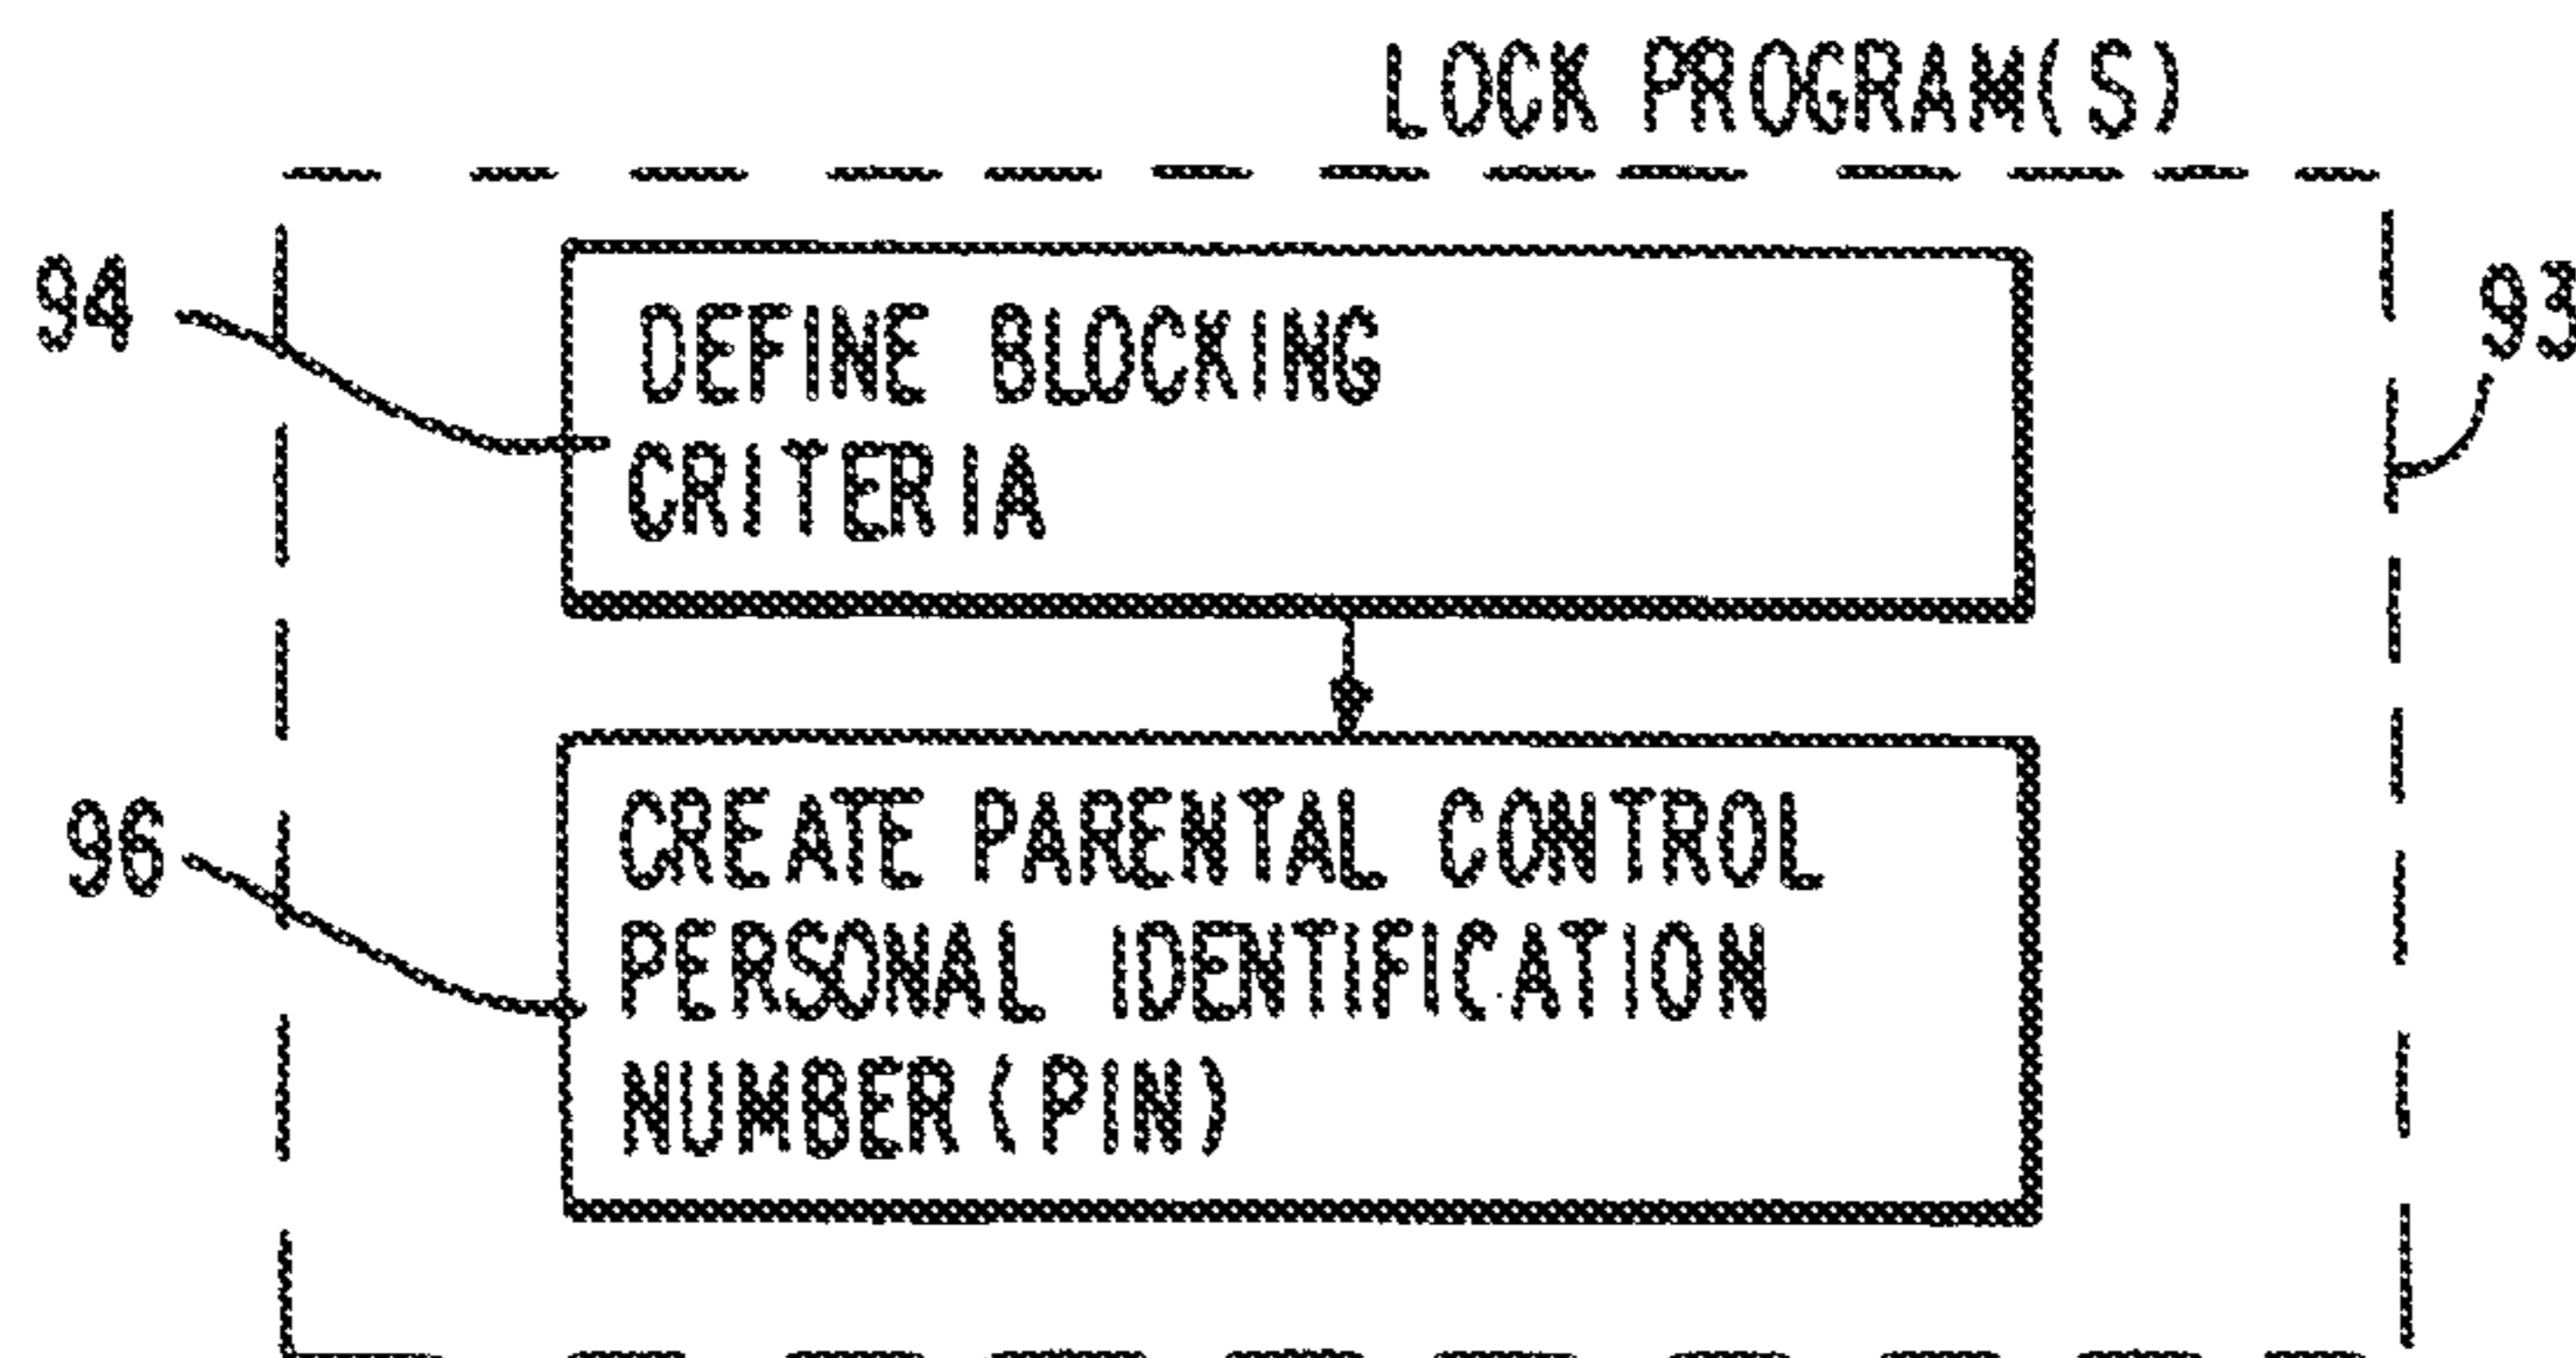 LOCK PROGRAM(S)
94
93
DEFINE BLOCKING
CRITERIA
96
CREATE PARENTAL CONTROL
PERSONAL IDENTIFICATION
NUMBER (PIN)